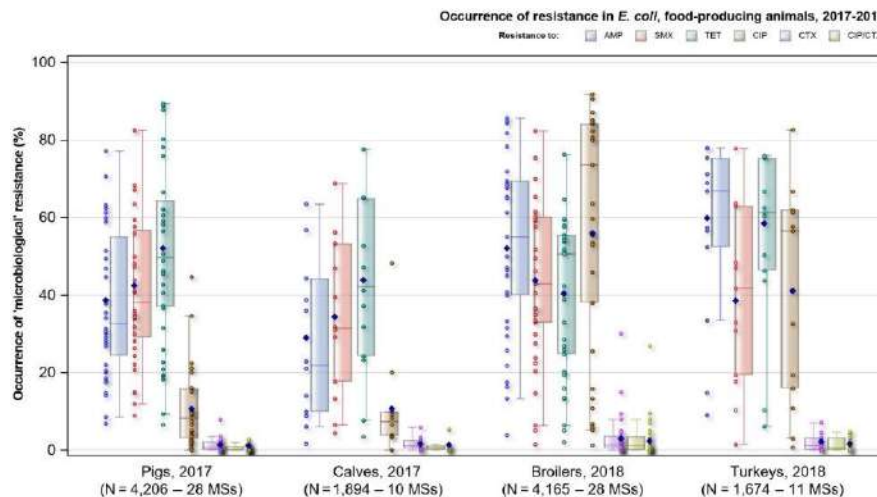 Occurrence of resistance in E. coli, food-producing animals, 2017-201
Resistance to: AMP SMX TET CIP CTX CIP/CT
Occurrence of 'microbiological' resistance (%)
100
80
60
40
20
0
Pigs, 2017 Calves, 2017 Broilers, 2018 Turkeys, 2018
(N = 4,206 – 28 MSs) (N = 1,894 – 10 MSs) (N = 4,165 – 28 MSs) (N = 1,674 – 11 MSs)